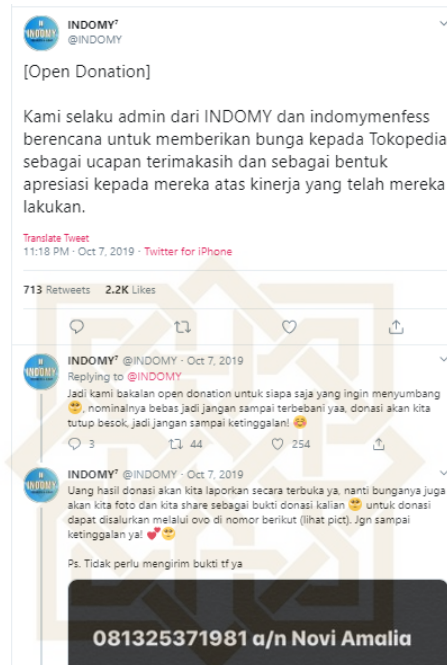 INDOMY
INDOMY⁷
@INDOMY
[Open Donation]
Kami selaku admin dari INDOMY dan indomymenfess
berencana untuk memberikan bunga kepada Tokopedia
sebagai ucapan terimakasih dan sebagai bentuk
apresiasi kepada mereka atas kinerja yang telah mereka
lakukan.
Translate Tweet
11:18 PM · Oct 7, 2019 · Twitter for iPhone
713 Retweets 2.2K Likes
INDOMY
INDOMY⁷ @INDOMY · Oct 7, 2019
Replying to @INDOMY
Jadi kami bakalan open donation untuk siapa saja yang ingin menyumbang
🥺, nominalnya bebas jadi jangan sampai terbebani yaa, donasi akan kita
tutup besok, jadi jangan sampai ketinggalan! 😊
3 44 254
INDOMY
INDOMY⁷ @INDOMY · Oct 7, 2019
Uang hasil donasi akan kita laporkan secara terbuka ya, nanti bunganya juga
akan kita foto dan kita share sebagai bukti donasi kalian 🥺 untuk donasi
dapat disalurkan melalui ovo di nomor berikut (lihat pict). Jgn sampai
ketinggalan ya! 💕🥺
Ps. Tidak perlu mengirim bukti tf ya
081325371981 a/n Novi Amalia